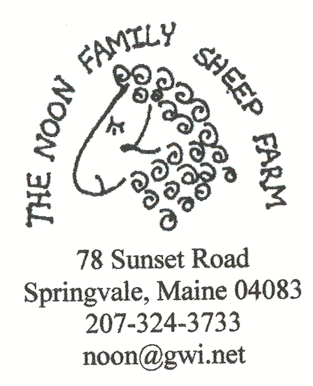 THE NOON FAMILY SHEEP FARM
78 Sunset Road
Springvale, Maine 04083
207-324-3733
noon@gwi.net